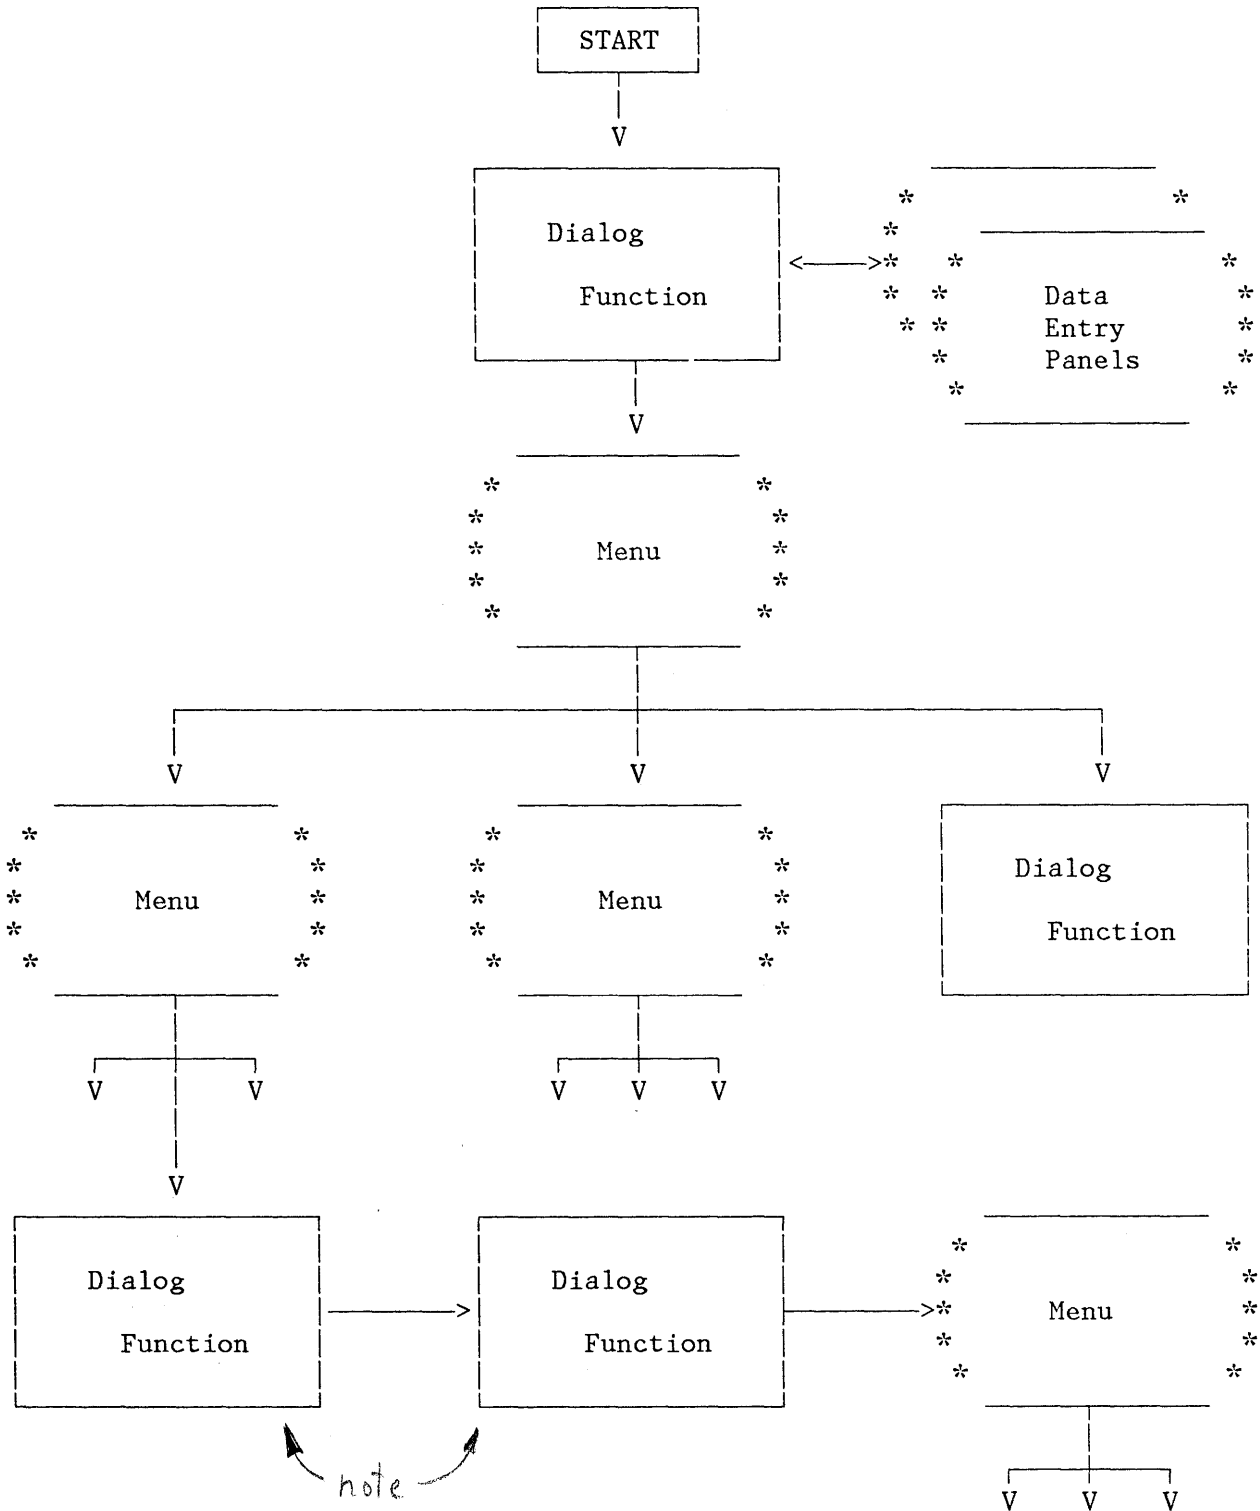 START
V
Dialog
Function
<———>
Data
Entry
Panels
V
Menu
V V V
Menu
Menu
Dialog
Function
V V
V V V
V
Dialog
Function
>
Dialog
Function
>
Menu
note
V V V